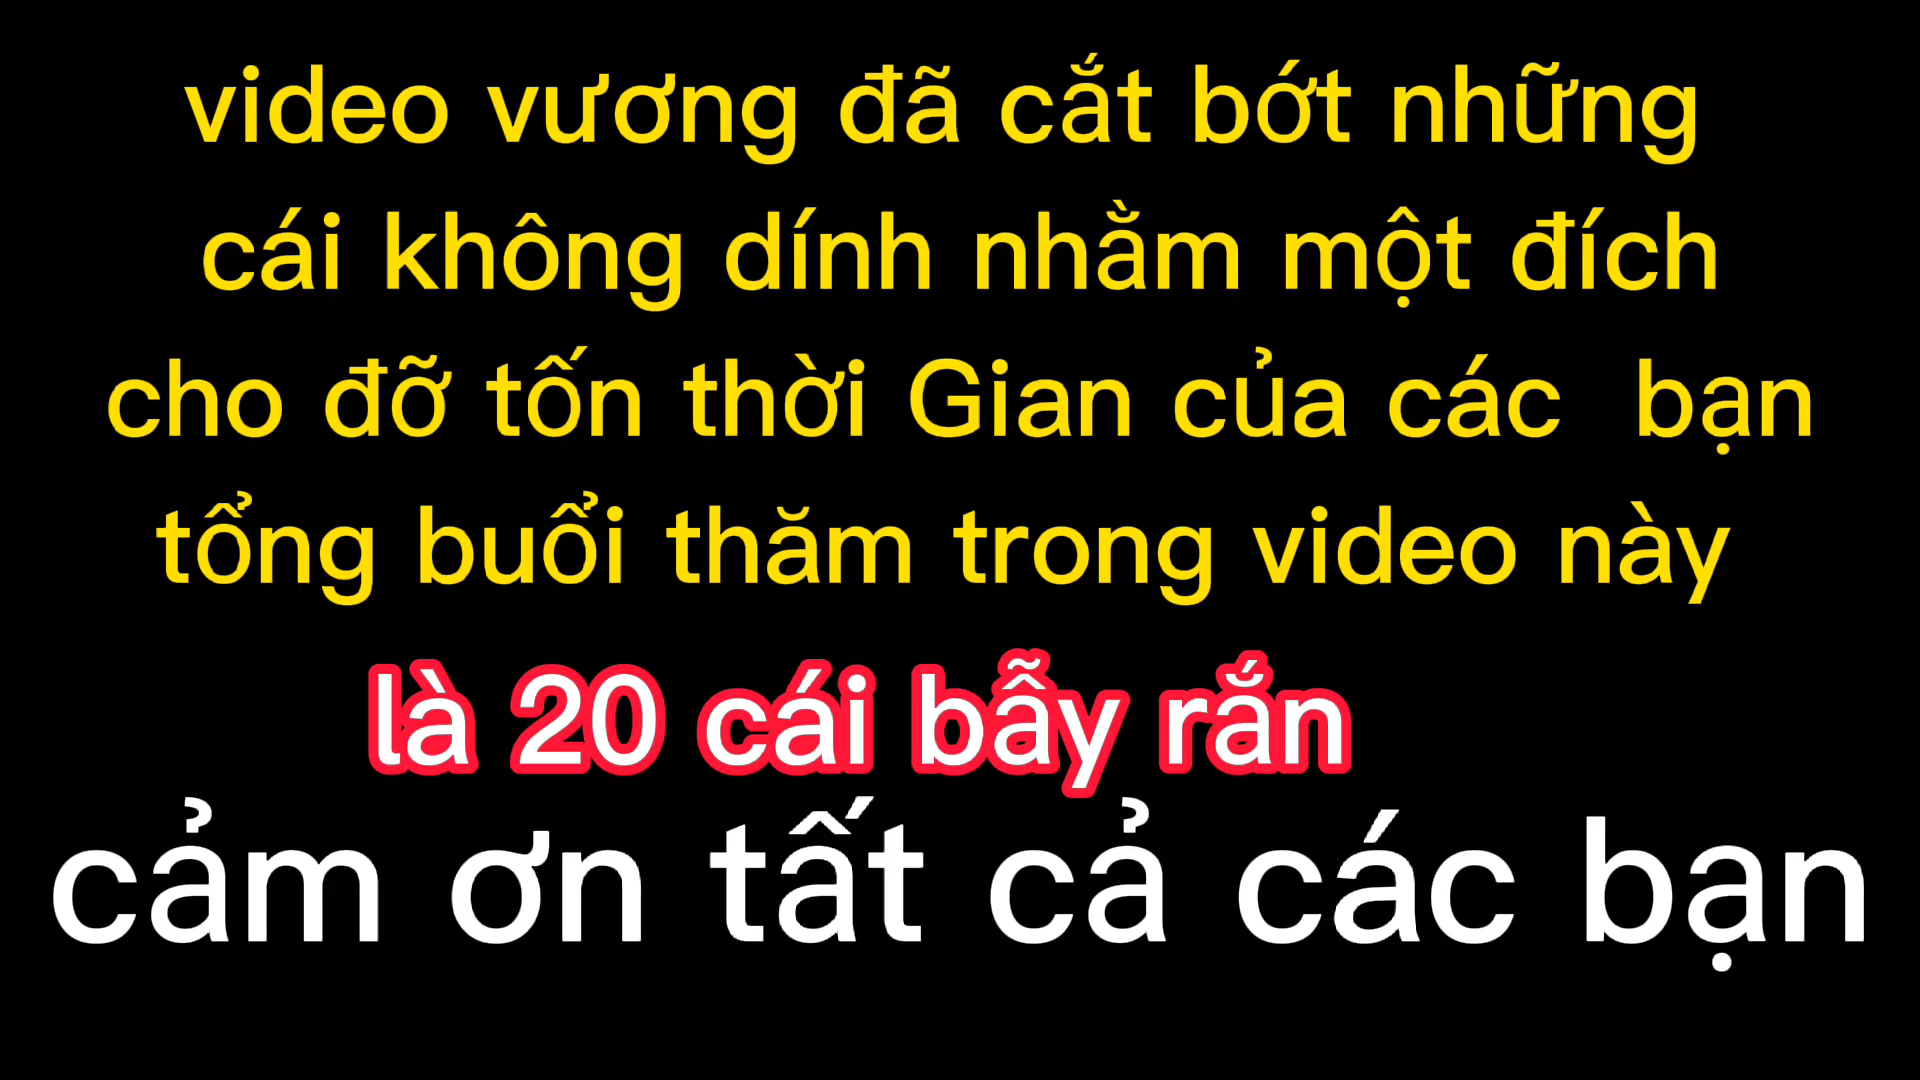 video vương đã cắt bớt những
cái không dính nhằm một đích
cho đỡ tốn thời Gian của các bạn
tổng buổi thăm trong video này
là 20 cái bẫy rắn
cảm ơn tất cả các bạn